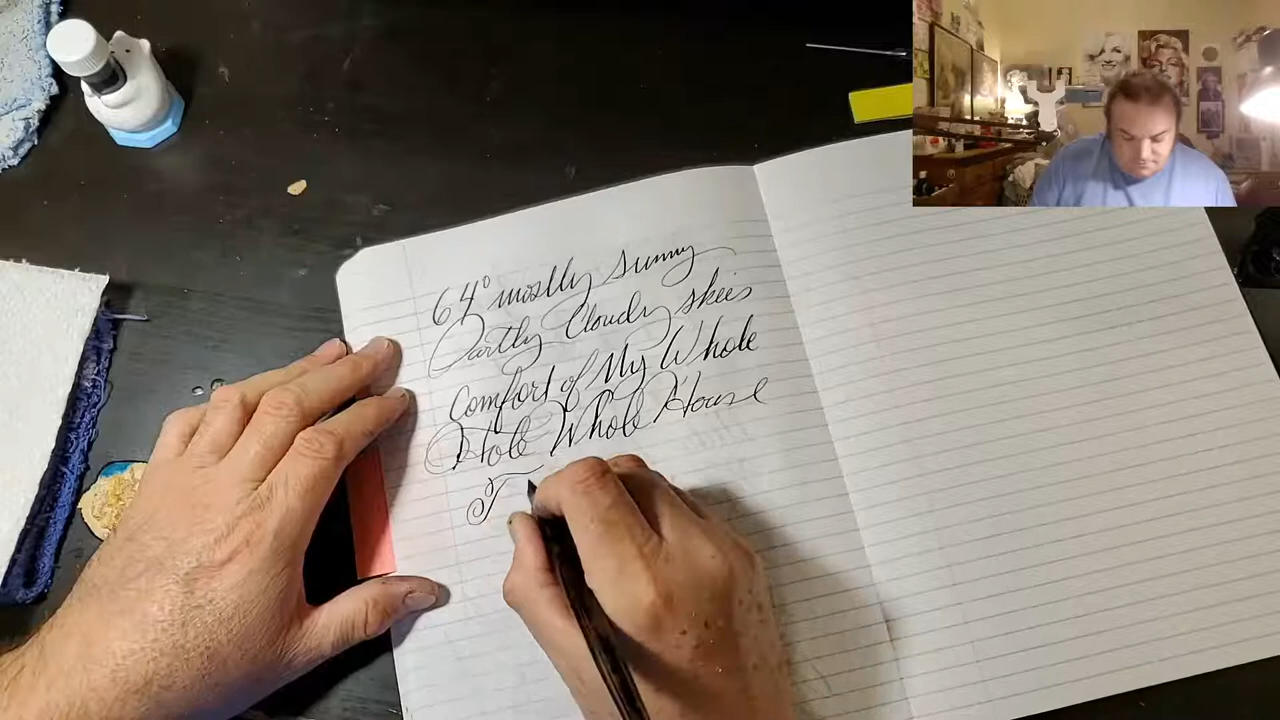 64° mostly sunny
Partly Cloudy skies
Comfort of My Whole
Hole Whole House
T